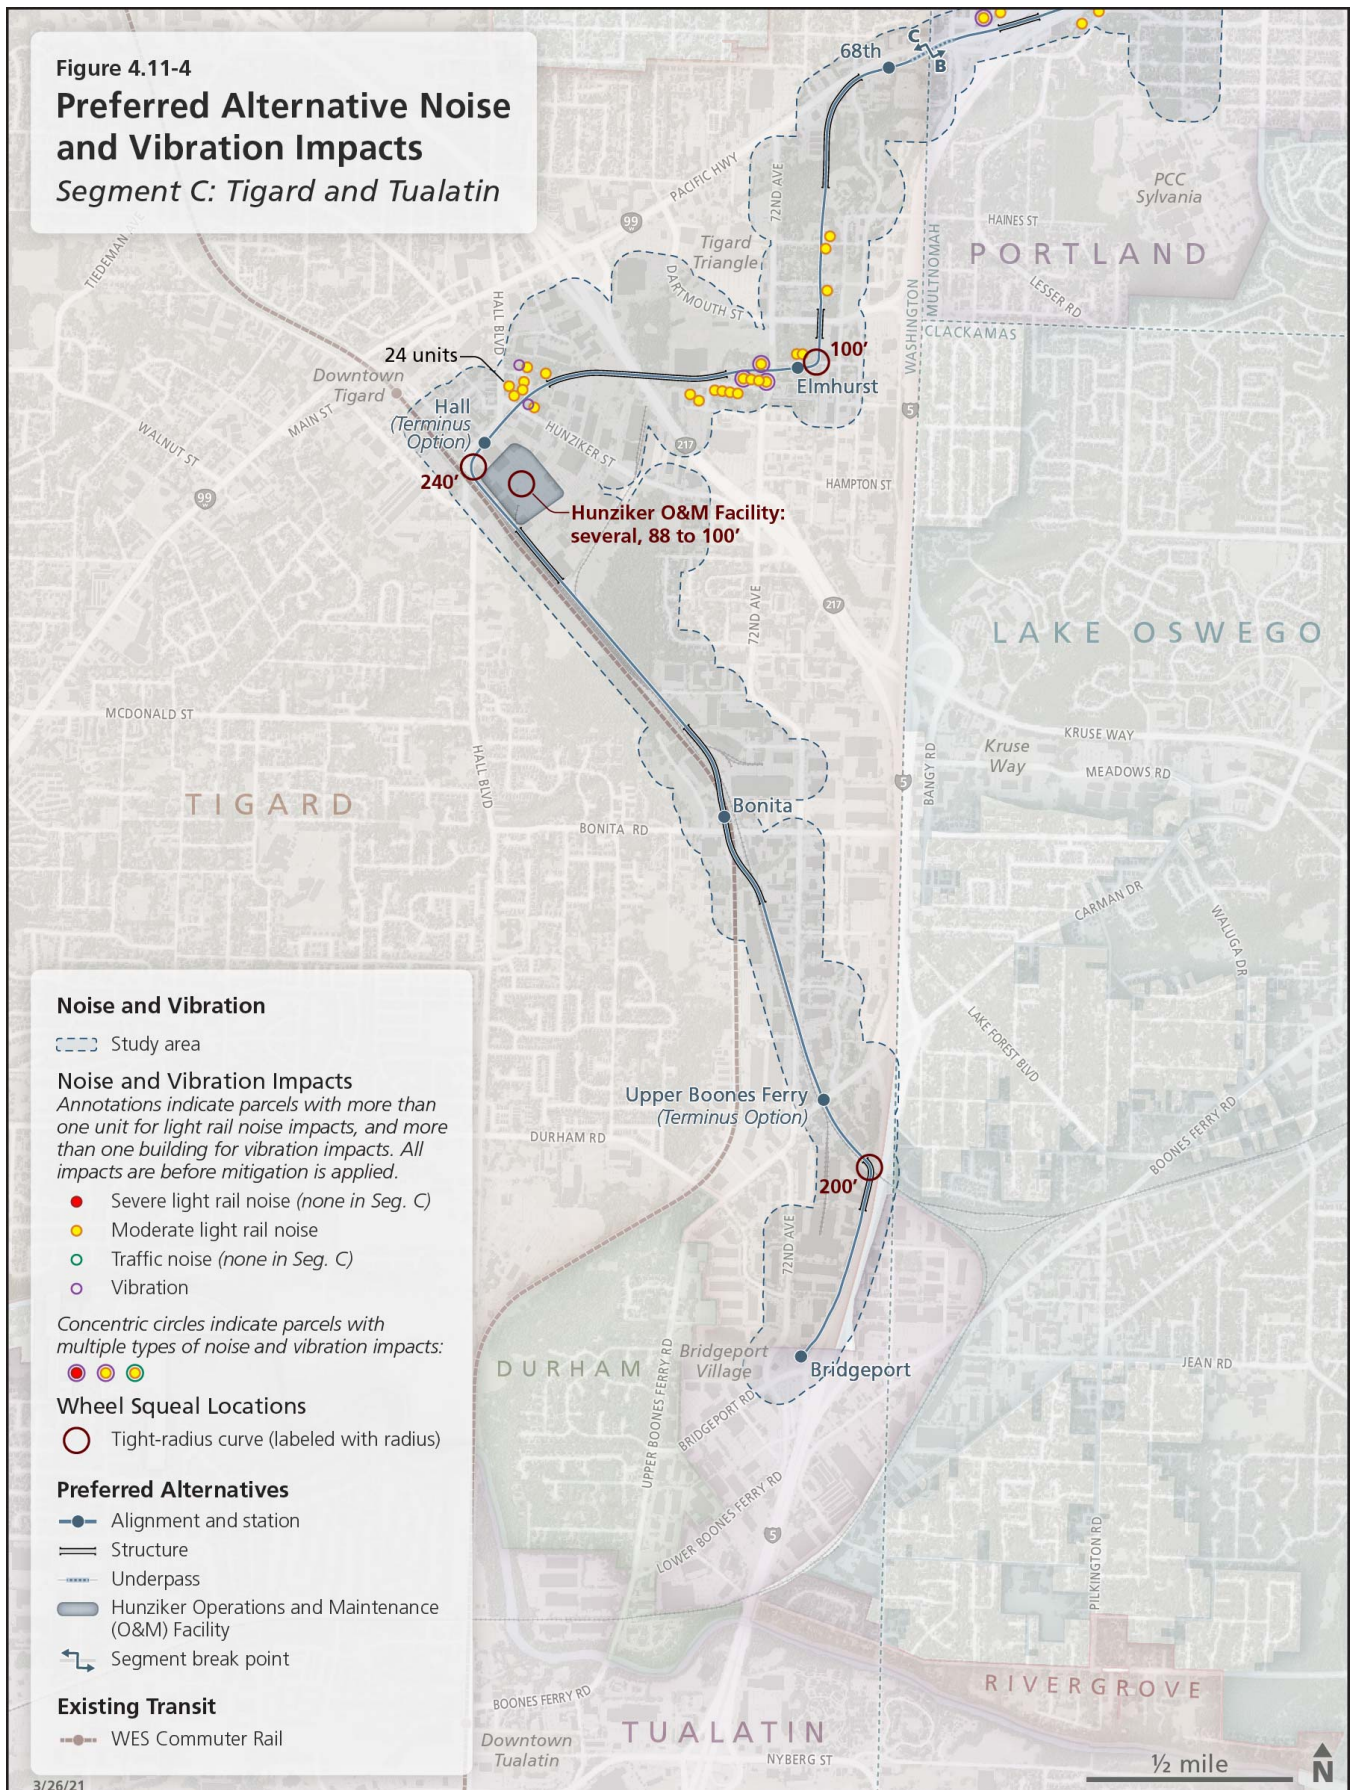 Figure 4.11-4
Preferred Alternative Noise
and Vibration Impacts
Segment C: Tigard and Tualatin
68th
C
B
PACIFIC HWY
72ND AVE
99
TIEDEMAN AVE
Tigard
Triangle
PCC
Sylvania
HAINES ST
PORTLAND
MULTNOMAH
WASHINGTON
LESSER RD
CLACKAMAS
DARTMOUTH ST
HALL BLVD
24 units
100’
Elmhurst
Downtown
Tigard
MAIN ST
Hall
(Terminus
Option)
WALNUT ST
HUNZIKER ST
217
5
240’
99
HAMPTON ST
Hunziker O&M Facility:
several, 88 to 100’
72ND AVE
217
LAKE OSWEGO
MCDONALD ST
HALL BLVD
KRUSE WAY
Kruse
Way
MEADOWS RD
BANGY RD
5
TIGARD
Bonita
BONITA RD
CARMAN DR
WALUGA DR
LAKE FOREST BLVD
Upper Boones Ferry
(Terminus Option)
DURHAM RD
BOONES FERRY RD
200’
72ND AVE
Bridgeport
Village
Bridgeport
DURHAM
UPPER BOONES FERRY RD
BRIDGEPORT RD
JEAN RD
LOWER BOONES FERRY RD
5
PILKINGTON RD
RIVERGROVE
BOONES FERRY RD
TUALATIN
Downtown
Tualatin
NYBERG ST
½ mile
N
Noise and Vibration
Study area
Noise and Vibration Impacts
Annotations indicate parcels with more than
one unit for light rail noise impacts, and more
than one building for vibration impacts. All
impacts are before mitigation is applied.
Severe light rail noise (none in Seg. C)
Moderate light rail noise
Traffic noise (none in Seg. C)
Vibration
Concentric circles indicate parcels with
multiple types of noise and vibration impacts:
Wheel Squeal Locations
Tight-radius curve (labeled with radius)
Preferred Alternatives
Alignment and station
Structure
Underpass
Hunziker Operations and Maintenance
(O&M) Facility
Segment break point
Existing Transit
WES Commuter Rail
3/26/21